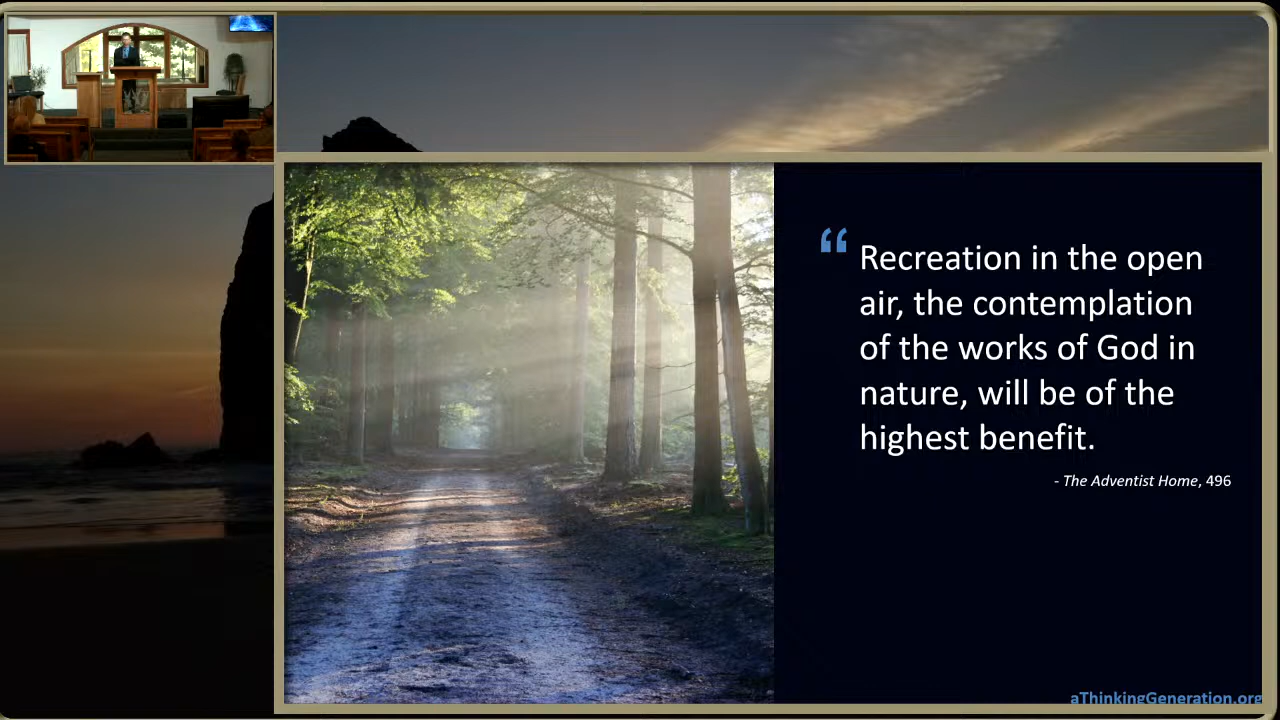 “ Recreation in the open
air, the contemplation
of the works of God in
nature, will be of the
highest benefit.
- The Adventist Home, 496
aThinkingGeneration.org